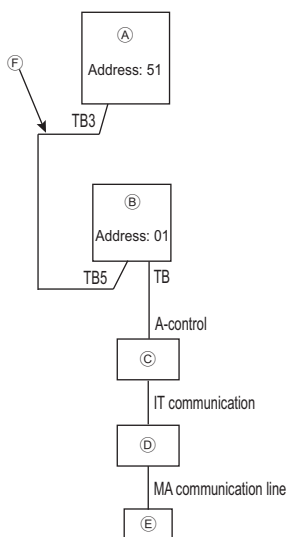 Ⓐ
Address: 51
Ⓕ
TB3
Ⓑ
Address: 01
TB5
TB
A-control
Ⓒ
IT communication
Ⓓ
MA communication line
Ⓔ